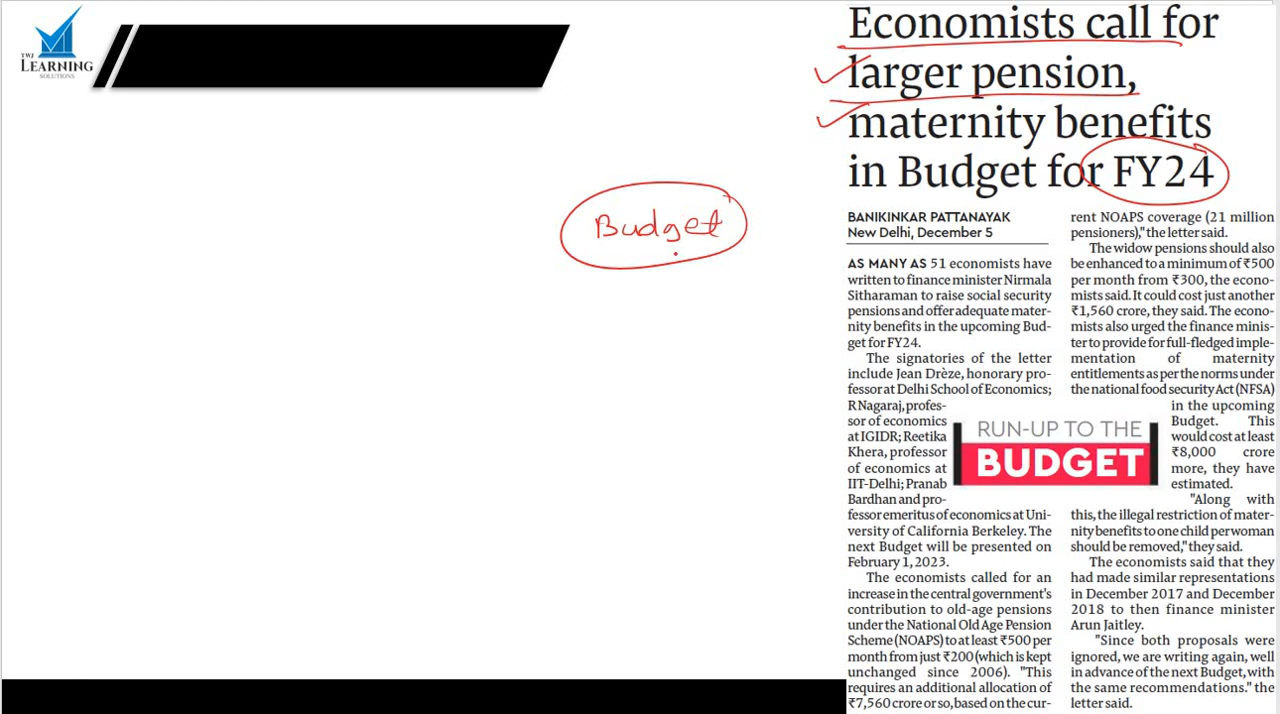 TWJ
LEARNING
SOLUTIONS
Budget
Economists call for
larger pension,
maternity benefits
in Budget for FY24
BANIKINKAR PATTANAYAK
New Delhi, December 5
AS MANY AS 51 economists have
written to finance minister Nirmala
Sitharaman to raise social security
pensions and offer adequate mater-
nity benefits in the upcoming Bud-
get for FY24.
The signatories of the letter
include Jean Drèze, honorary pro-
fessor at Delhi School of Economics;
R Nagaraj, profes-
sor of economics
at IGIDR; Reetika
Khera, professor
of economics at
IIT-Delhi; Pranab
Bardhan and pro-
fessor emeritus of economics at Uni-
versity of California Berkeley. The
next Budget will be presented on
February 1, 2023.
The economists called for an
increase in the central government's
contribution to old-age pensions
under the National Old Age Pension
Scheme (NOAPS) to at least ₹500 per
month from just ₹200 (which is kept
unchanged since 2006). "This
requires an additional allocation of
₹7,560 crore or so, based on the cur-
rent NOAPS coverage (21 million
pensioners)," the letter said.
The widow pensions should also
be enhanced to a minimum of ₹500
per month from ₹300, the econo-
mists said. It could cost just another
₹1,560 crore, they said. The econo-
mists also urged the finance minis-
ter to provide for full-fledged imple-
mentation of maternity
entitlements as per the norms under
the national food security Act (NFSA)
in the upcoming
Budget. This
would cost at least
₹8,000 crore
more, they have
estimated.
RUN-UP TO THE
BUDGET
"Along with
this, the illegal restriction of mater-
nity benefits to one child per woman
should be removed," they said.
The economists said that they
had made similar representations
in December 2017 and December
2018 to then finance minister
Arun Jaitley.
"Since both proposals were
ignored, we are writing again, well
in advance of the next Budget, with
the same recommendations." the
letter said.